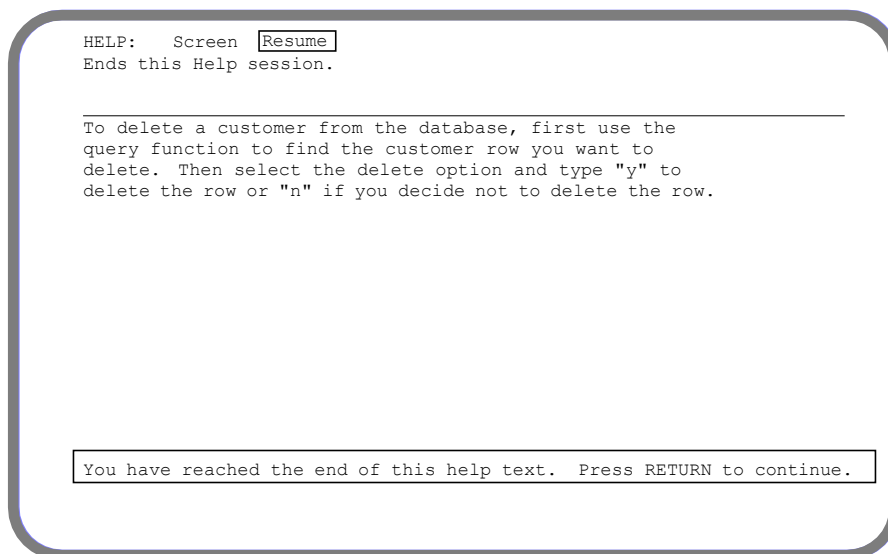 HELP: Screen Resume
Ends this Help session.
To delete a customer from the database, first use the
query function to find the customer row you want to
delete. Then select the delete option and type "y" to
delete the row or "n" if you decide not to delete the row.
You have reached the end of this help text. Press RETURN to continue.